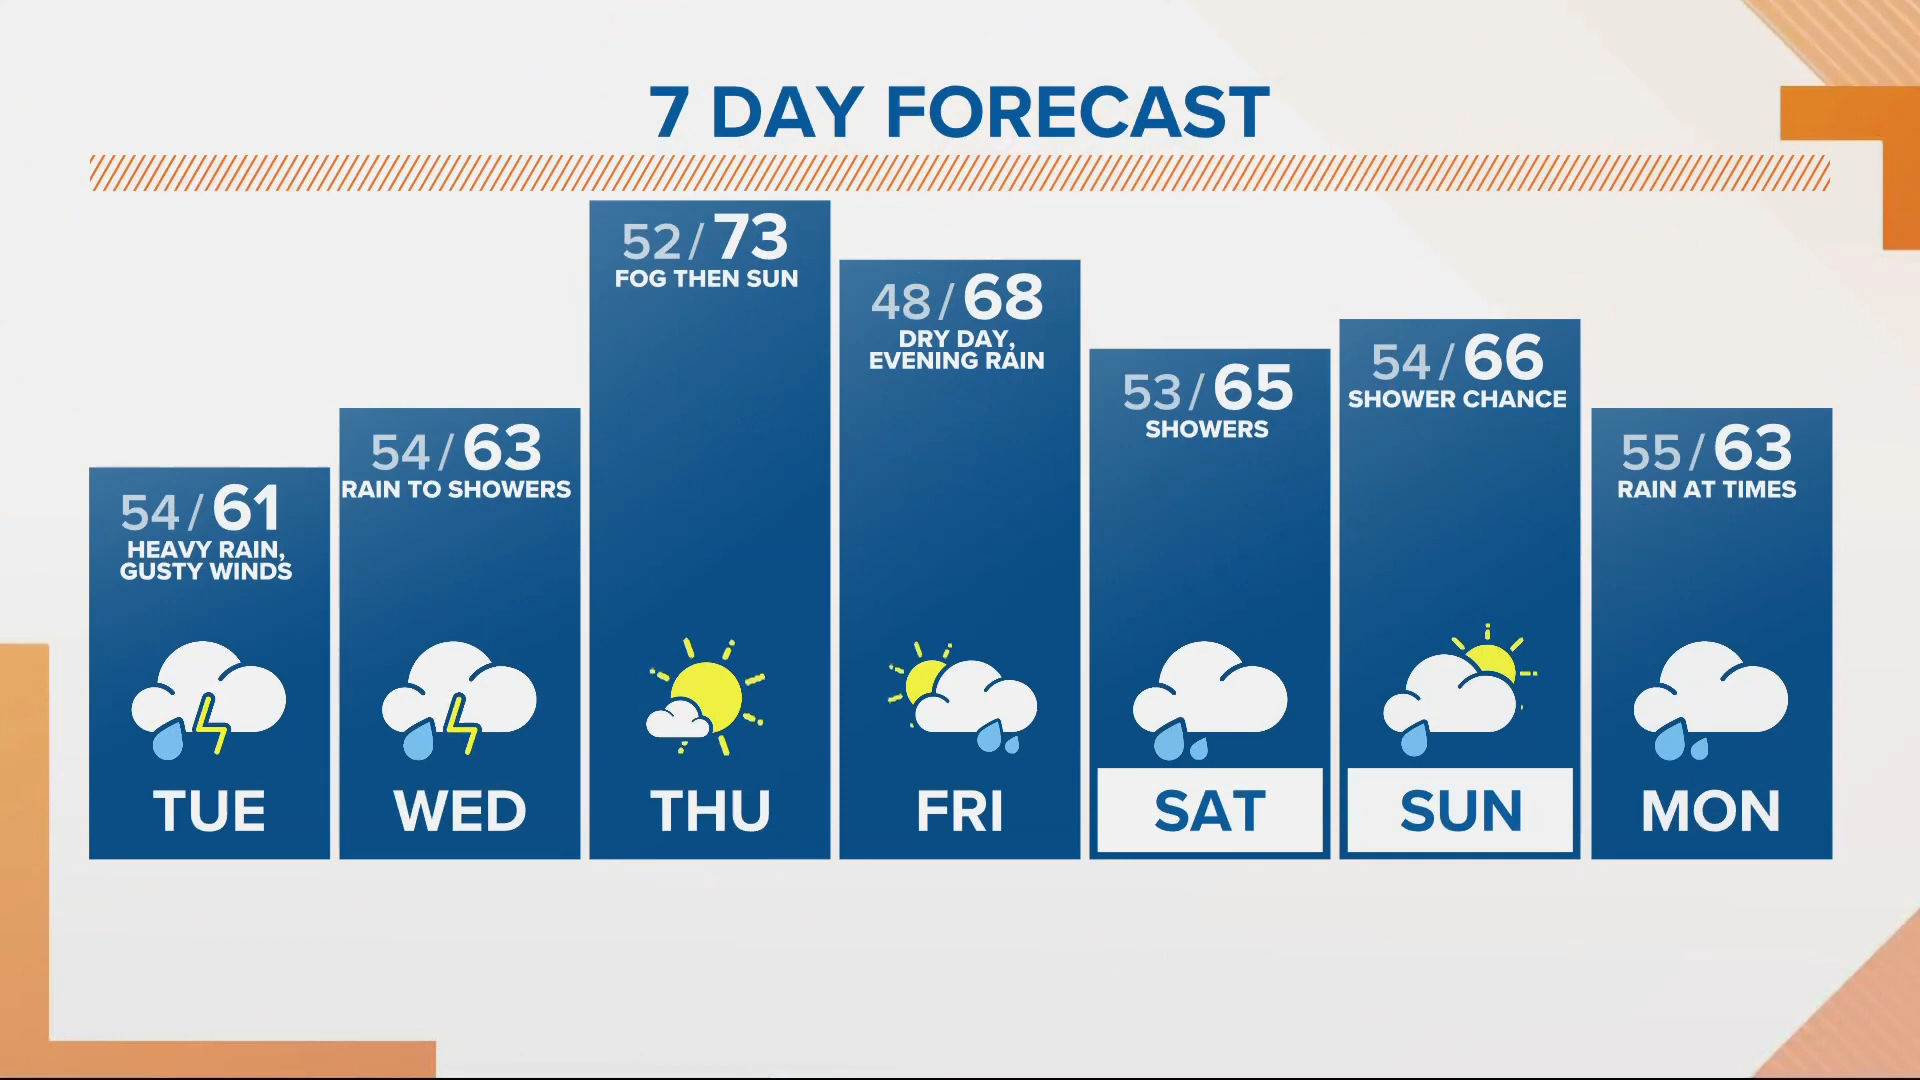 7 DAY FORECAST
54/61
HEAVY RAIN,
GUSTY WINDS
TUE
54/63
RAIN TO SHOWERS
WED
52/73
FOG THEN SUN
THU
48/68
DRY DAY,
EVENING RAIN
FRI
53/65
SHOWERS
SAT
54/66
SHOWER CHANCE
SUN
55/63
RAIN AT TIMES
MON